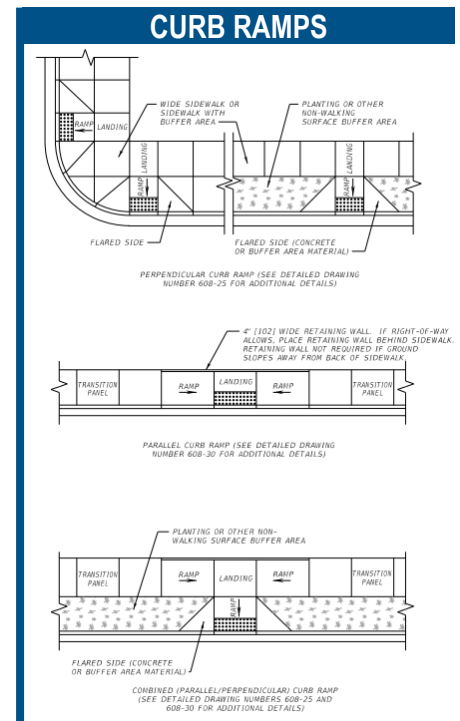 CURB RAMPS
WIDE SIDEWALK OR
SIDEWALK WITH
BUFFER AREA
PLANTING OR OTHER
NON-WALKING
SURFACE BUFFER AREA
RAMP
LANDING
LANDING
RAMP
LANDING
RAMP
FLARED SIDE
FLARED SIDE (CONCRETE
OR BUFFER AREA MATERIAL)
PERPENDICULAR CURB RAMP (SEE DETAILED DRAWING
NUMBER 608-25 FOR ADDITIONAL DETAILS)
4" [102] WIDE RETAINING WALL. IF RIGHT-OF-WAY
ALLOWS, PLACE RETAINING WALL BEHIND SIDEWALK.
RETAINING WALL NOT REQUIRED IF GROUND
SLOPES AWAY FROM BACK OF SIDEWALK.
TRANSITION
PANEL
RAMP
LANDING
RAMP
TRANSITION
PANEL
PARALLEL CURB RAMP (SEE DETAILED DRAWING
NUMBER 608-30 FOR ADDITIONAL DETAILS)
PLANTING OR OTHER NON-
WALKING SURFACE BUFFER AREA
TRANSITION
PANEL
RAMP
LANDING
RAMP
TRANSITION
PANEL
RAMP
FLARED SIDE (CONCRETE
OR BUFFER AREA MATERIAL)
COMBINED (PARALLEL/PERPENDICULAR) CURB RAMP
(SEE DETAILED DRAWING NUMBERS 608-25 AND
608-30 FOR ADDITIONAL DETAILS)